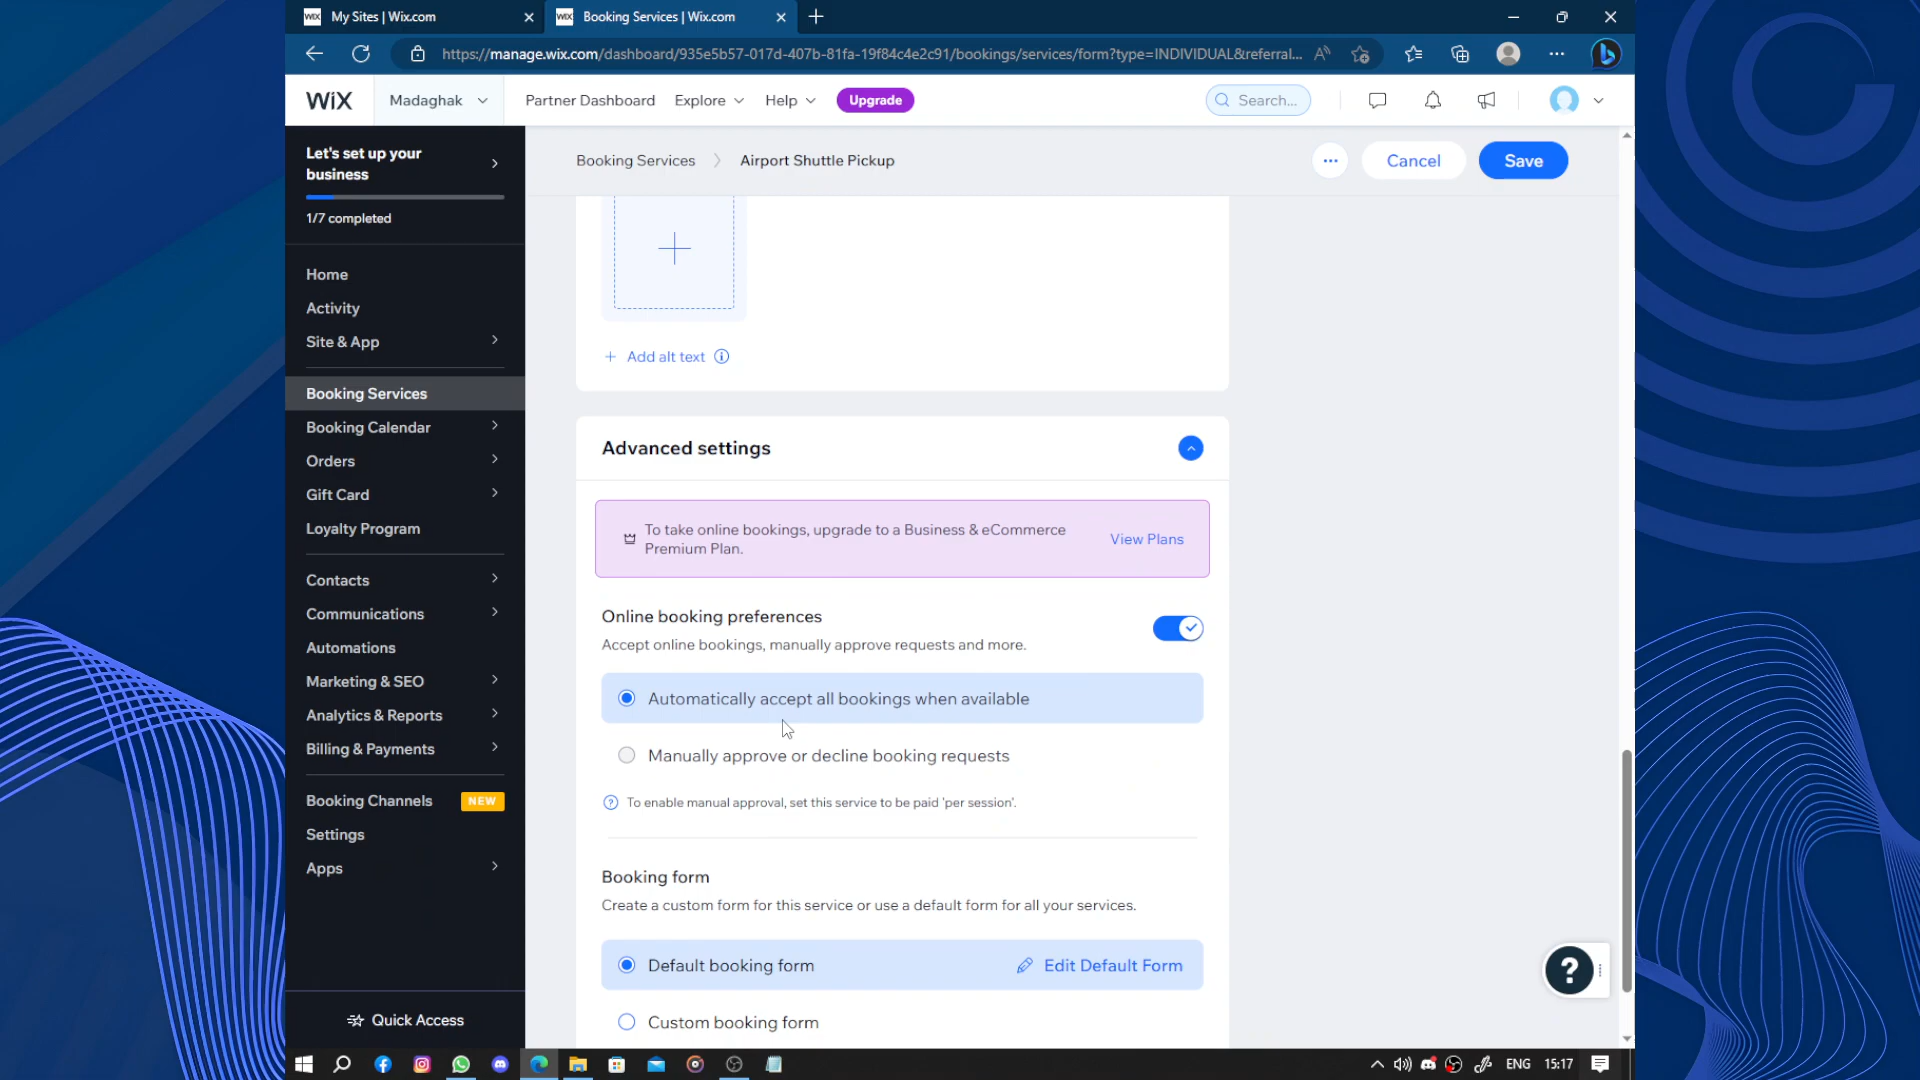 WiX My Sites | Wix.com
WiX Booking Services | Wix.com
https://manage.wix.com/dashboard/935e5b57-017d-407b-81fa-19f84c4e2c91/bookings/services/form?type=INDIVIDUAL&referral...
WiX Madaghak Partner Dashboard Explore Help Upgrade Search...
Let's set up your
business
1/7 completed
Home
Activity
Site & App
Booking Services
Booking Calendar
Orders
Gift Card
Loyalty Program
Contacts
Communications
Automations
Marketing & SEO
Analytics & Reports
Billing & Payments
Booking Channels NEW
Settings
Apps
Quick Access
Booking Services > Airport Shuttle Pickup
... Cancel Save
+ Add alt text
Advanced settings
To take online bookings, upgrade to a Business & eCommerce
Premium Plan.
View Plans
Online booking preferences
Accept online bookings, manually approve requests and more.
Automatically accept all bookings when available
Manually approve or decline booking requests
? To enable manual approval, set this service to be paid 'per session'.
Booking form
Create a custom form for this service or use a default form for all your services.
Default booking form Edit Default Form
Custom booking form
?
ENG 15:17